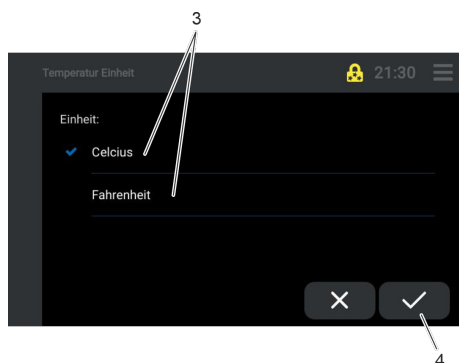 3
Temperatur Einheit 21:30
Einheit:
Celcius
Fahrenheit
4